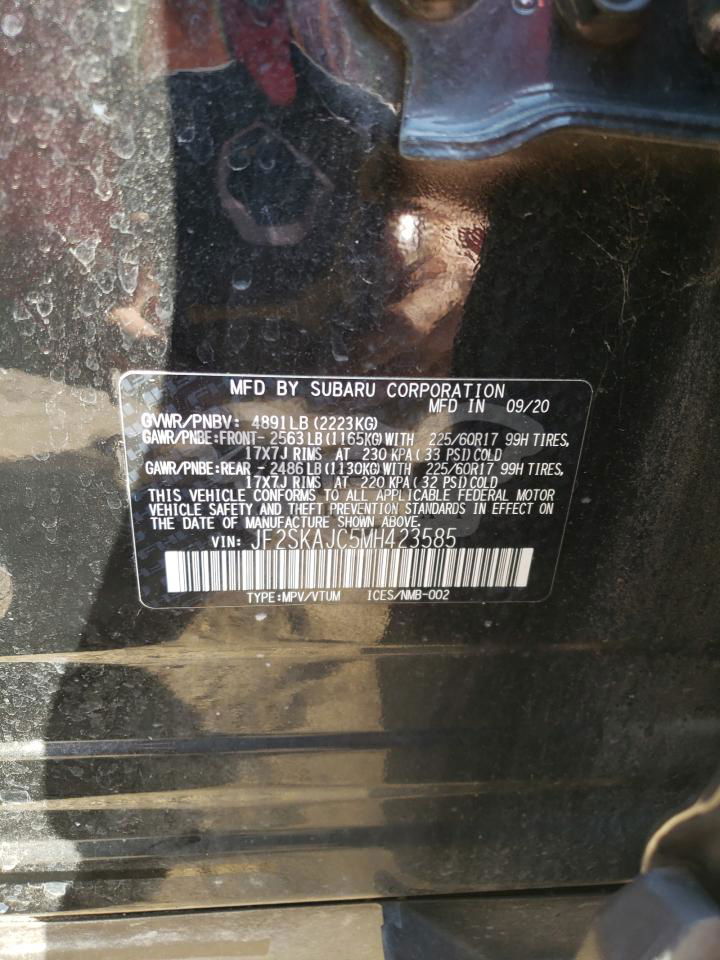 MFD BY SUBARU CORPORATION
MFD IN 09/20
GVWR/PNBV: 4891LB(2223KG)
GAWR/PNBE:FRONT- 2563LB(1165KG)WITH 225/60R17 99H TIRES,
17X7J RIMS AT 230 KPA(33 PSI)COLD
GAWR/PNBE:REAR - 2486LB(1130KG)WITH 225/60R17 99H TIRES,
17X7J RIMS AT 220 KPA(32 PSI)COLD
THIS VEHICLE CONFORMS TO ALL APPLICABLE FEDERAL MOTOR
VEHICLE SAFETY AND THEFT PREVENTION STANDARDS IN EFFECT ON
THE DATE OF MANUFACTURE SHOWN ABOVE.
VIN: JF2SKAJC5MH423585
TYPE:MPV/VTUM ICES/NMB-002